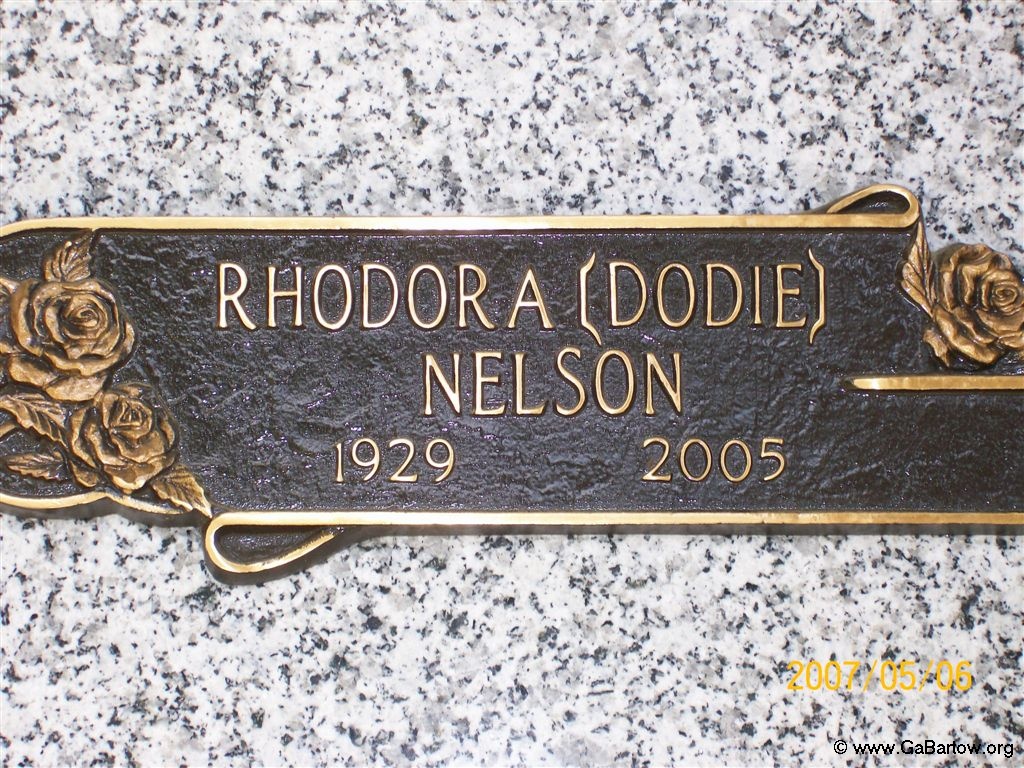 RHODORA (DODIE)
NELSON
1929 2005
2007/05/06
© www.GaBartow.org